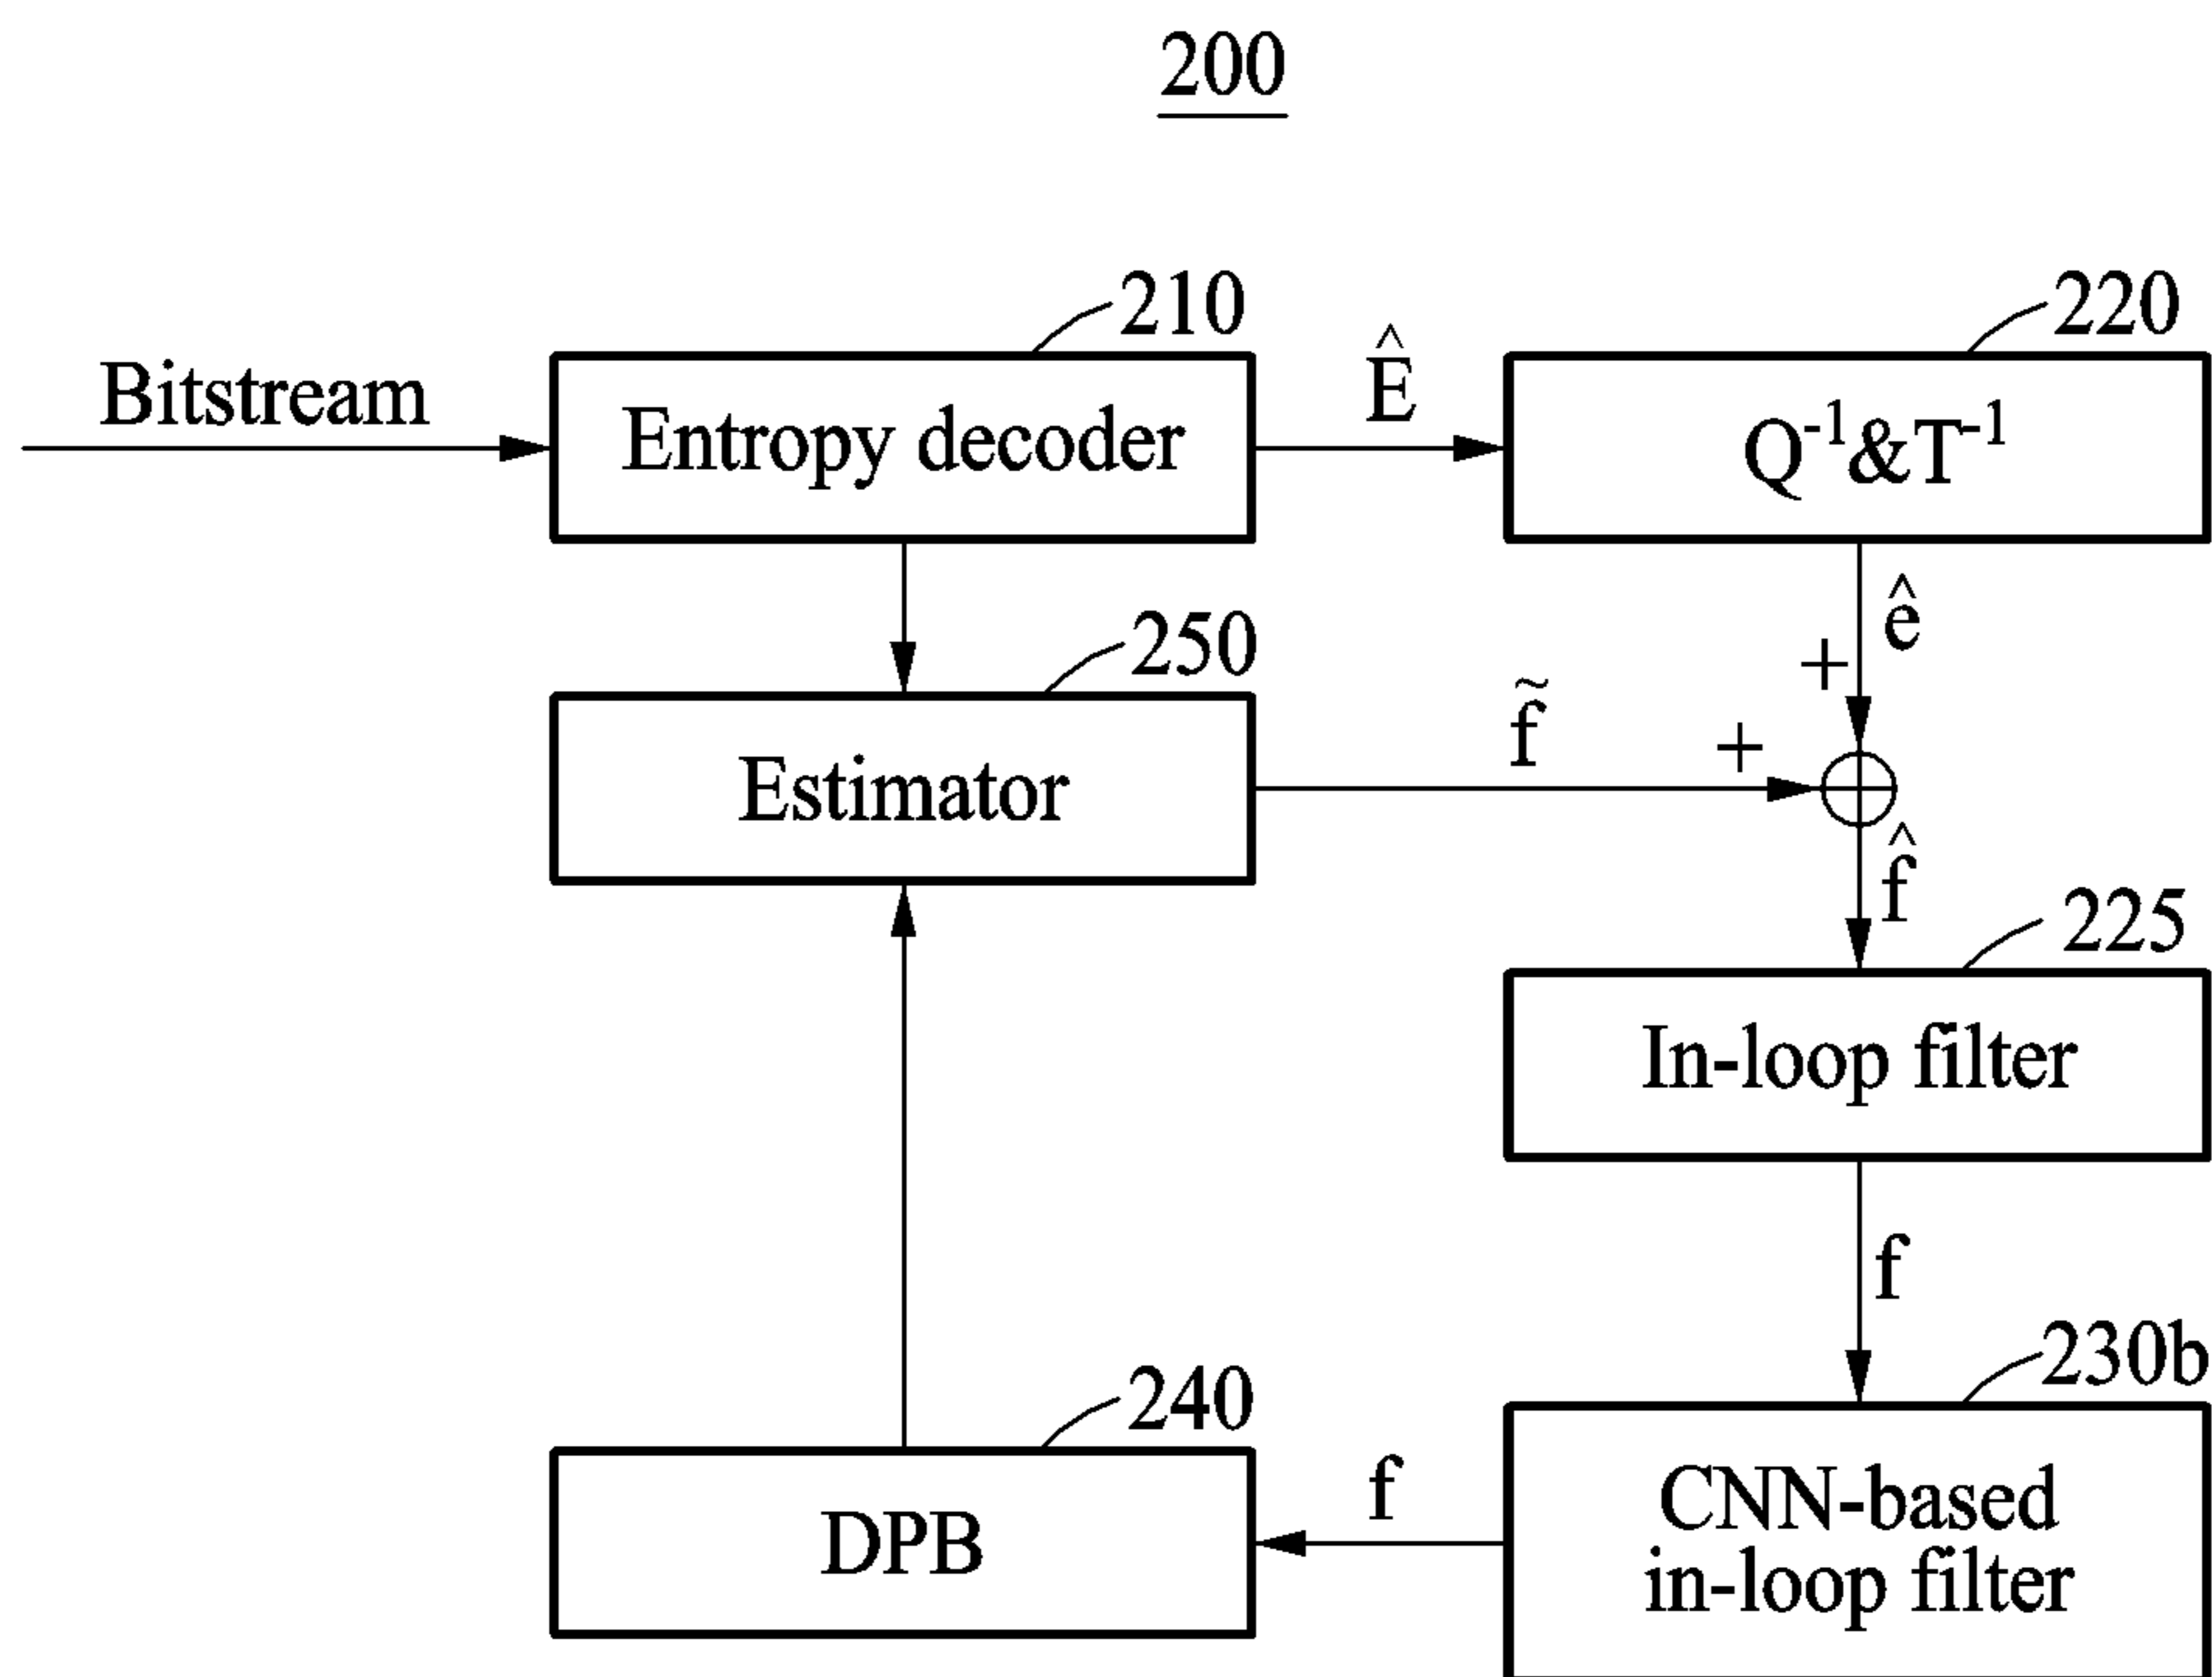 200
210
220
Bitstream
Ê
Entropy decoder
Q⁻¹&T⁻¹
ê
+
250
f̃
+
Estimator
f̂
225
In-loop filter
f
230b
240
f
CNN-based
in-loop filter
DPB